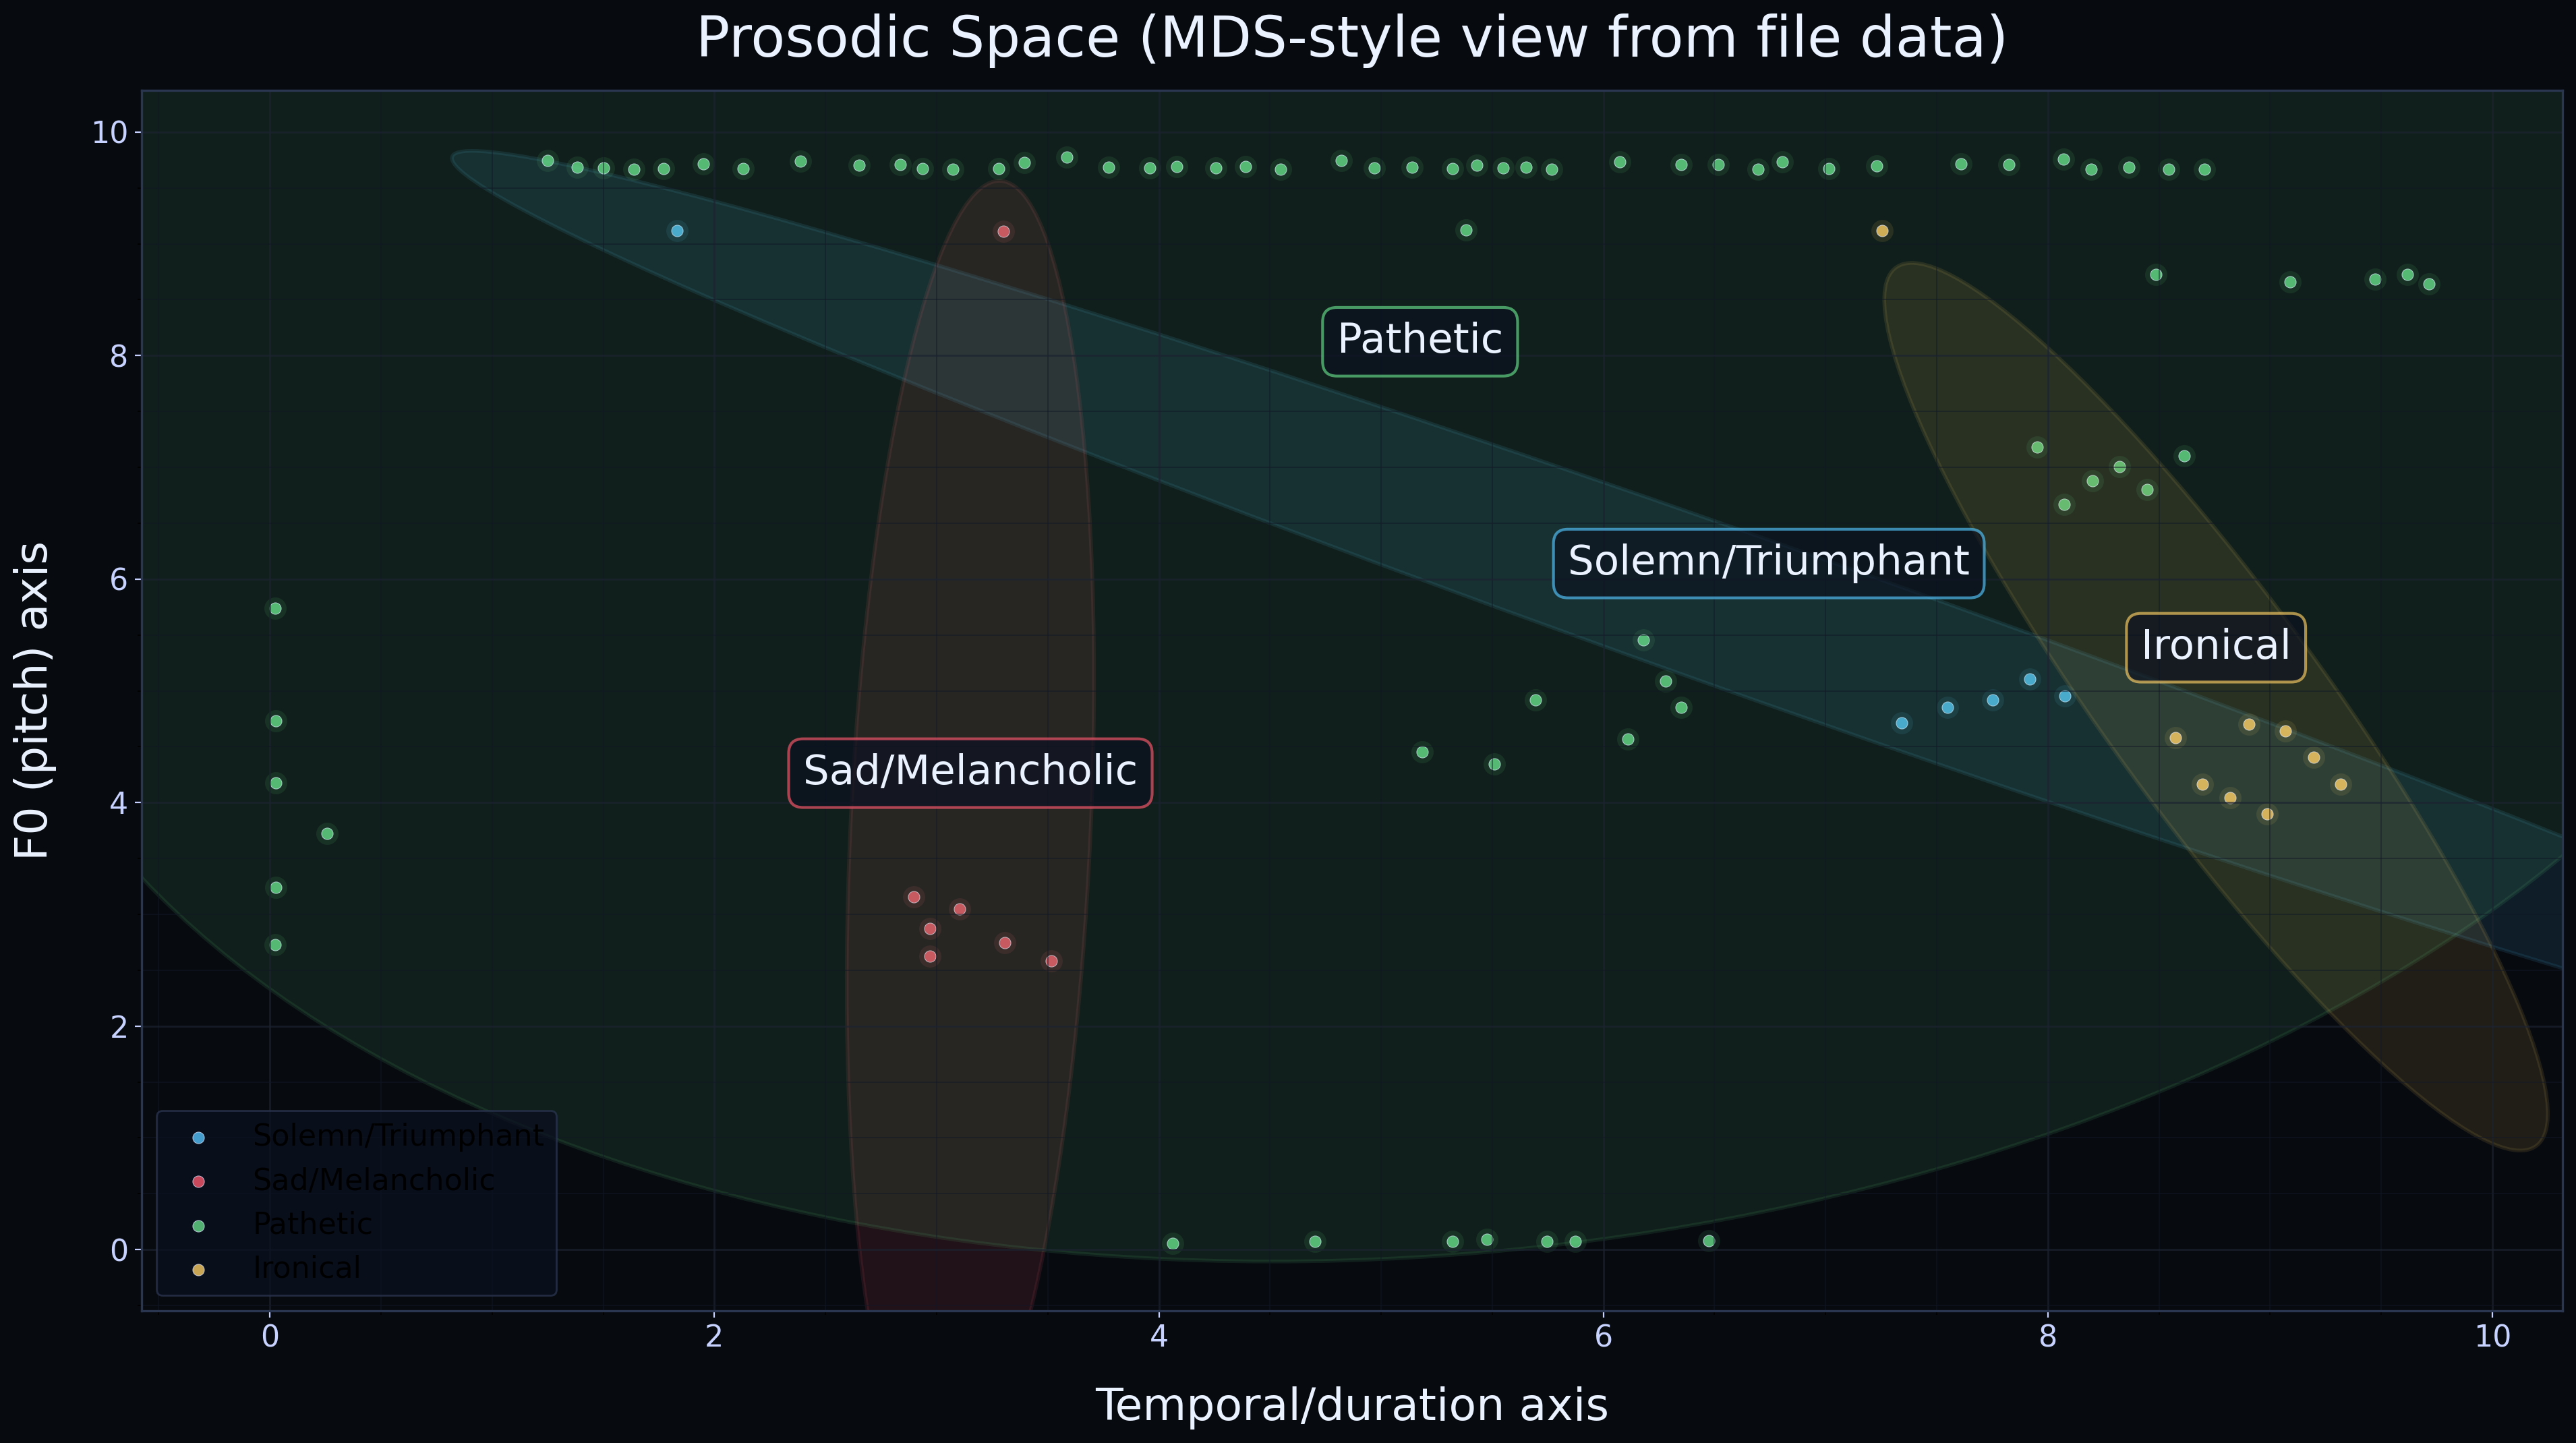 Prosodic Space (MDS-style view from file data)
F0 (pitch) axis
10
8
6
4
2
0
Pathetic
Solemn/Triumphant
Ironical
Sad/Melancholic
Solemn/Triumphant
Sad/Melancholic
Pathetic
Ironical
0 2 4 6 8 10
Temporal/duration axis